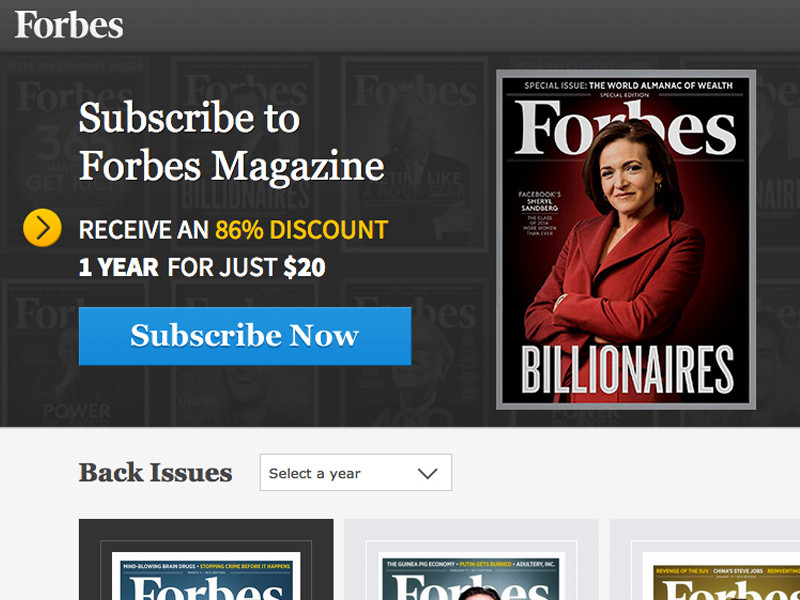 Forbes
Subscribe to
Forbes Magazine
RECEIVE AN 86% DISCOUNT
1 YEAR FOR JUST $20
Subscribe Now
SPECIAL ISSUE: THE WORLD ALMANAC OF WEALTH
SPECIAL EDITION
Forbes
FACEBOOK'S
SHERYL
SANDBERG
THE CLASS
OF 2014
MORE WOMEN
THAN EVER
BILLIONAIRES
Back Issues
Select a year
MIND-BLOWING BRAIN DRUGS • STOPPING CRIME BEFORE IT HAPPENS
Forbes
THE GUINEA PIG ECONOMY • PUTIN GETS BURNED • ADULTERY, INC.
Forbes
REVENGE OF THE SUV • CHINA'S STEVE JOBS • REINVENTING
Forbes